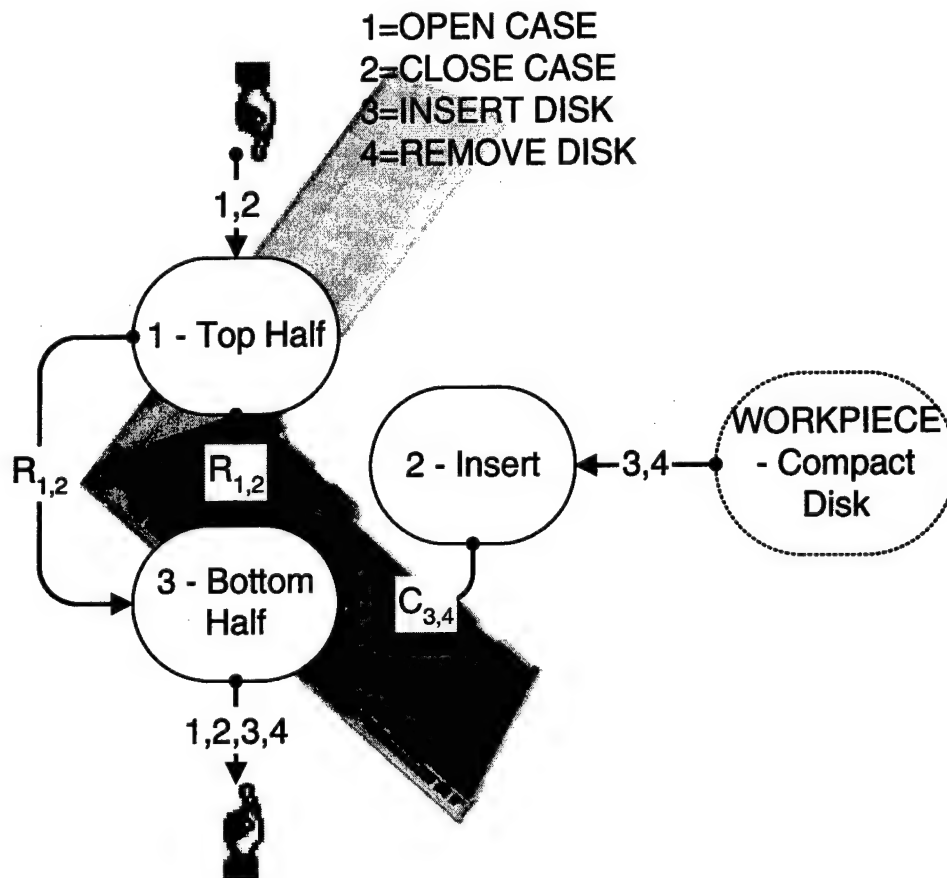 1=OPEN CASE
2=CLOSE CASE
3=INSERT DISK
4=REMOVE DISK
1,2
1 - Top Half
R1,2
R1,2
2 - Insert
3,4
WORKPIECE
- Compact
Disk
3 - Bottom
Half
C3,4
1,2,3,4